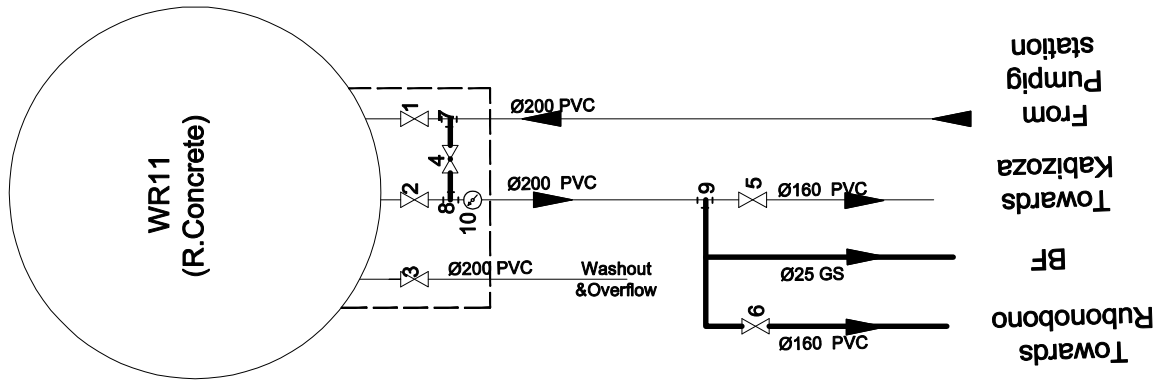 WR11
(R.Concrete)
1
2
3
4
5
6
7
8
9
10
Ø200 PVC
Ø200 PVC
Ø200 PVC
Washout
&Overflow
Ø160 PVC
Ø25 GS
Ø160 PVC
From
Pumpig
station
Towards
Kabizoza
BF
Towards
Rubonobono